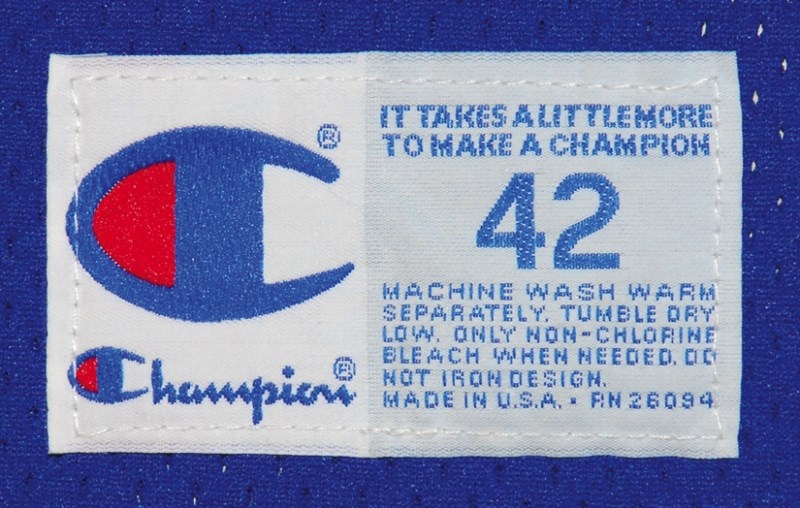 ®
Champion®
IT TAKES A LITTLE MORE
TO MAKE A CHAMPION
42
MACHINE WASH WARM
SEPARATELY. TUMBLE DRY
LOW. ONLY NON-CHLORINE
BLEACH WHEN NEEDED. DO
NOT IRON DESIGN.
MADE IN U.S.A. • RN 26094